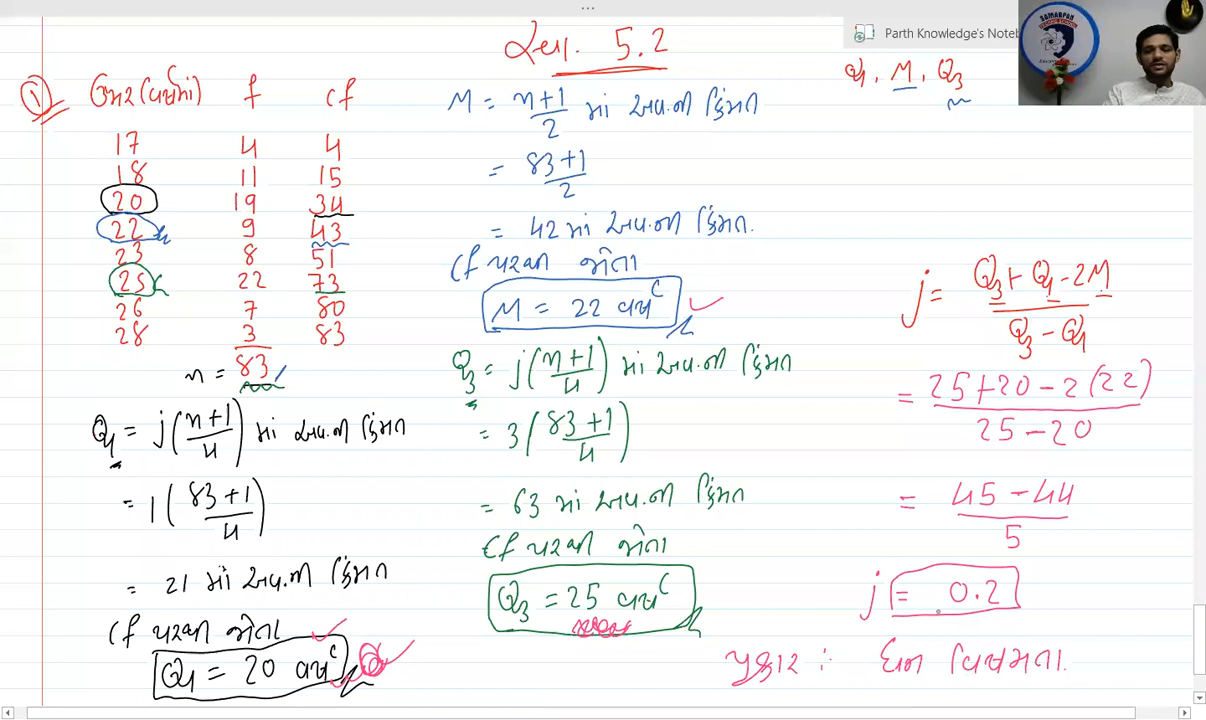 સ્વા. 5.2
Parth Knowledge's Noteb
SAMARPAN
Q1, M, Q3
૧ ઉંમર (વર્ષમાં) f cf
17 4 4
18 11 15
20 19 34
22 9 43
23 8 51
25 22 73
26 7 80
28 3 83
n = 83
Q1 = j(n+1/4) માં અવ.ની કિંમત
= 1(83+1/4)
= 21 માં અવ.ની કિંમત
cf પરથી જોતા
Q1 = 20 વર્ષ
M = n+1/2 માં અવ.ની કિંમત
= 83+1/2
= 42 માં અવ.ની કિંમત.
cf પરથી જોતા
M = 22 વર્ષ
Q3 = j(n+1/4) માં અવ.ની કિંમત
= 3(83+1/4)
= 63 માં અવ.ની કિંમત
cf પરથી જોતા
Q3 = 25 વર્ષ
j = Q3 + Q1 - 2M / Q3 - Q1
= 25+20-2(22) / 25-20
= 45-44 / 5
j = 0.2
પ્રકાર : ધન વિષમતા.